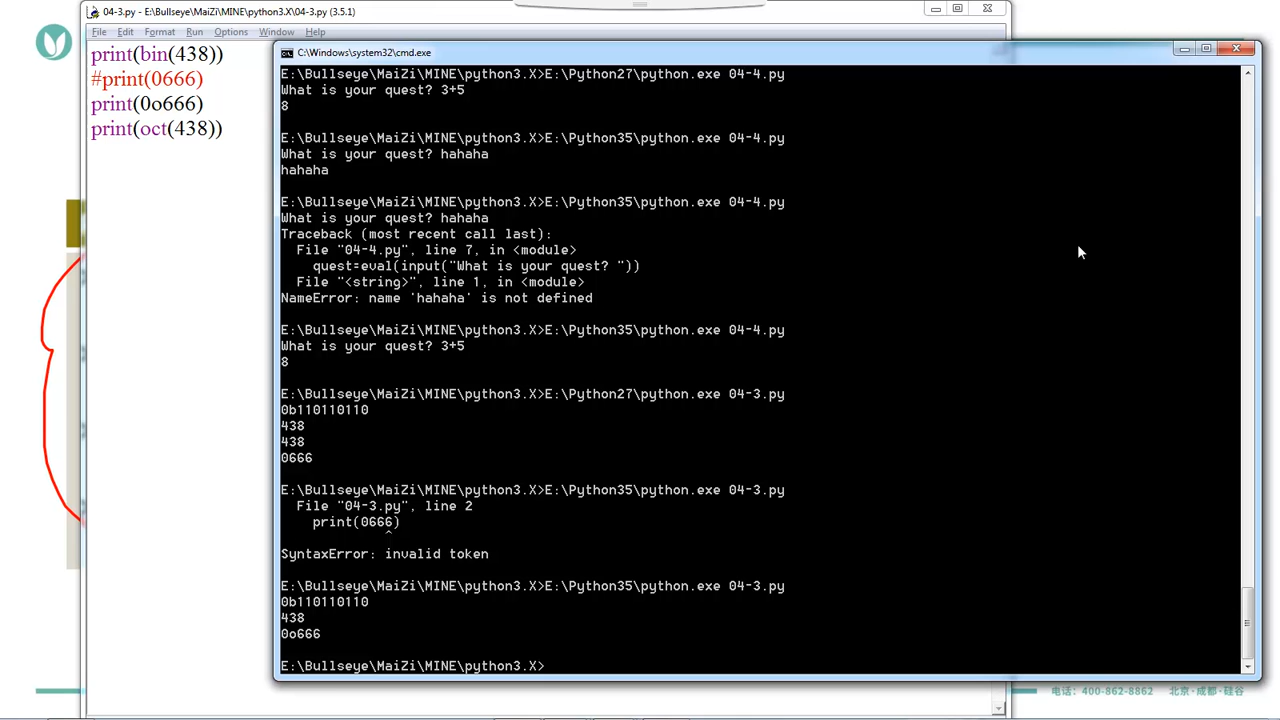 04-3.py - E:\Bullseye\MaiZi\MINE\python3.X\04-3.py (3.5.1)
File Edit Format Run Options Window Help
print(bin(438))
#print(0666)
print(0o666)
print(oct(438))
C:\Windows\system32\cmd.exe
E:\Bullseye\MaiZi\MINE\python3.X>E:\Python27\python.exe 04-4.py
What is your quest? 3+5
8
E:\Bullseye\MaiZi\MINE\python3.X>E:\Python35\python.exe 04-4.py
What is your quest? hahaha
hahaha
E:\Bullseye\MaiZi\MINE\python3.X>E:\Python35\python.exe 04-4.py
What is your quest? hahaha
Traceback (most recent call last):
  File "04-4.py", line 7, in <module>
    quest=eval(input("What is your quest? "))
  File "<string>", line 1, in <module>
NameError: name 'hahaha' is not defined
E:\Bullseye\MaiZi\MINE\python3.X>E:\Python35\python.exe 04-4.py
What is your quest? 3+5
8
E:\Bullseye\MaiZi\MINE\python3.X>E:\Python27\python.exe 04-3.py
0b110110110
438
438
0666
E:\Bullseye\MaiZi\MINE\python3.X>E:\Python35\python.exe 04-3.py
  File "04-3.py", line 2
    print(0666)
             ^
SyntaxError: invalid token
E:\Bullseye\MaiZi\MINE\python3.X>E:\Python35\python.exe 04-3.py
0b110110110
438
0o666
E:\Bullseye\MaiZi\MINE\python3.X>
电话：400-862-8862 北京·成都·硅谷